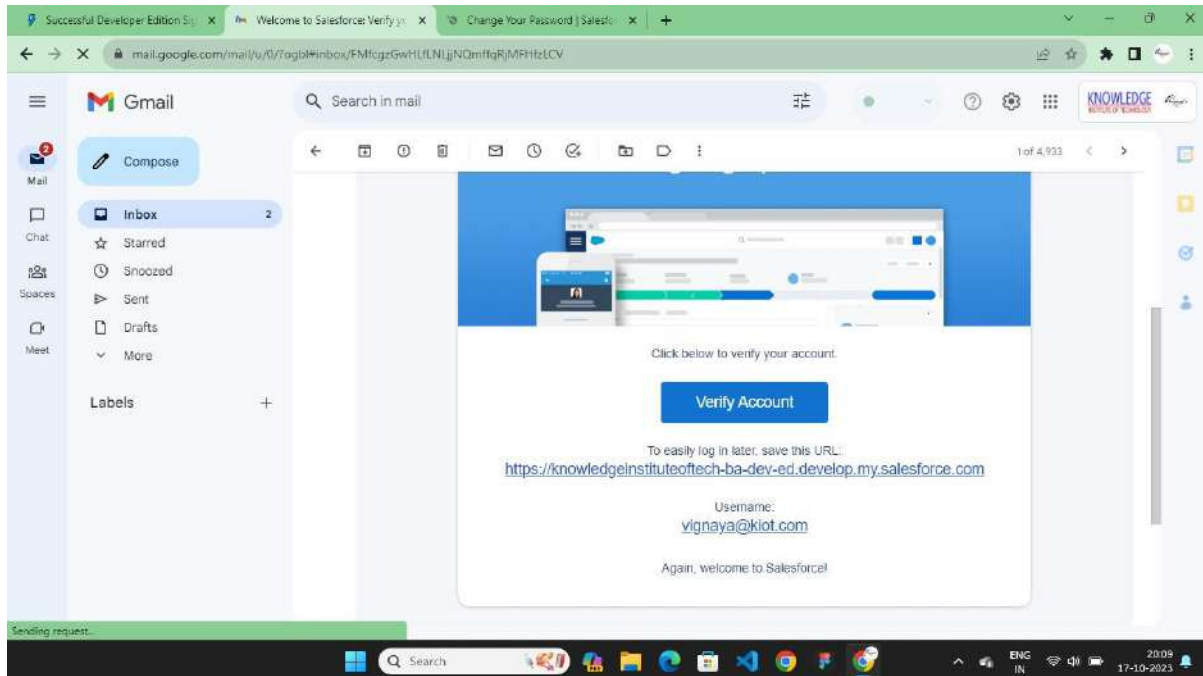 Successful Developer Edition Sig
Welcome to Salesforce: Verify yo
Change Your Password | Salesfo
mail.google.com/mail/u/0/?ogbl#inbox/
Gmail
Search in mail
KNOWLEDGE
2
Mail
Compose
1 of 4,933
Inbox 2
Chat
Starred
Snoozed
Spaces
Sent
Drafts
Meet
More
Labels
Click below to verify your account.
Verify Account
To easily log in later, save this URL:
https://knowledgeinstituteoftech-ba-dev-ed.develop.my.salesforce.com
Username:
vignaya@kiot.com
Again, welcome to Salesforce!
Sending request...
Search
ENG
IN
20:09
17-10-2023